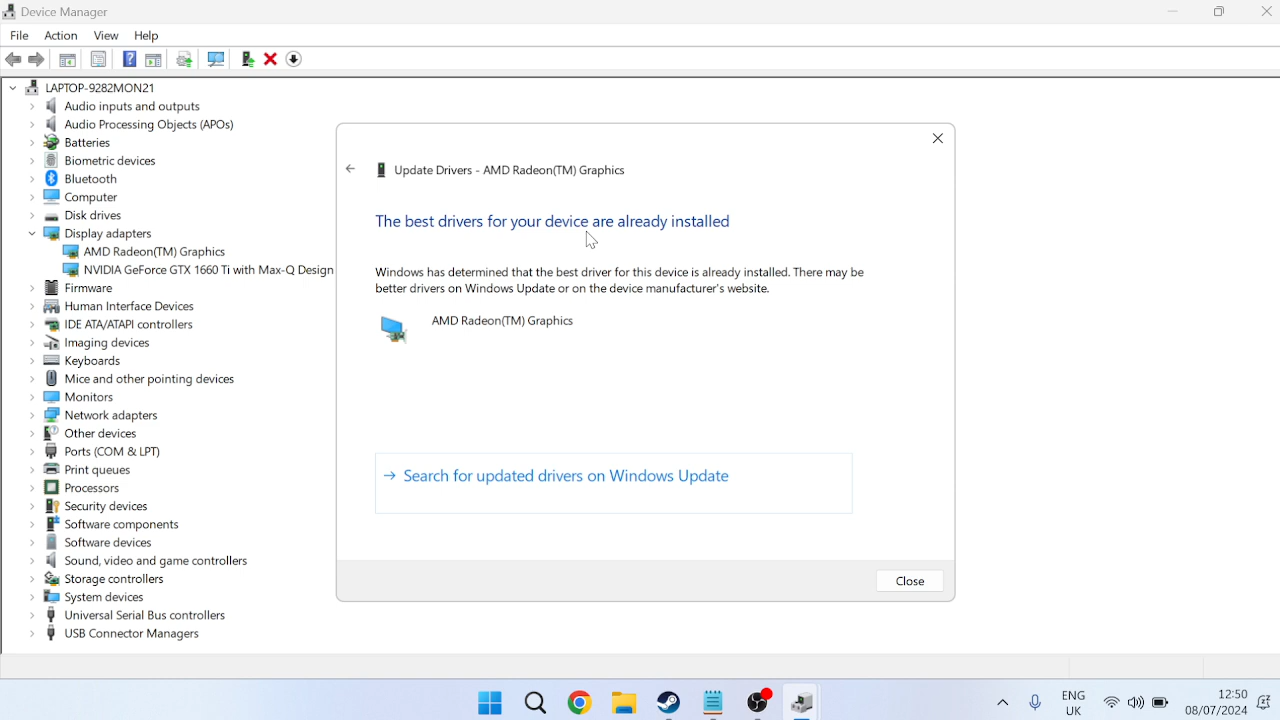 Device Manager
File Action View Help
LAPTOP-9282MON21
Audio inputs and outputs
Audio Processing Objects (APOs)
Batteries
Biometric devices
Bluetooth
Computer
Disk drives
Display adapters
AMD Radeon(TM) Graphics
NVIDIA GeForce GTX 1660 Ti with Max-Q Design
Firmware
Human Interface Devices
IDE ATA/ATAPI controllers
Imaging devices
Keyboards
Mice and other pointing devices
Monitors
Network adapters
Other devices
Ports (COM & LPT)
Print queues
Processors
Security devices
Software components
Software devices
Sound, video and game controllers
Storage controllers
System devices
Universal Serial Bus controllers
USB Connector Managers
Update Drivers - AMD Radeon(TM) Graphics
The best drivers for your device are already installed
Windows has determined that the best driver for this device is already installed. There may be
better drivers on Windows Update or on the device manufacturer's website.
AMD Radeon(TM) Graphics
Search for updated drivers on Windows Update
Close
ENG
UK
12:50
08/07/2024